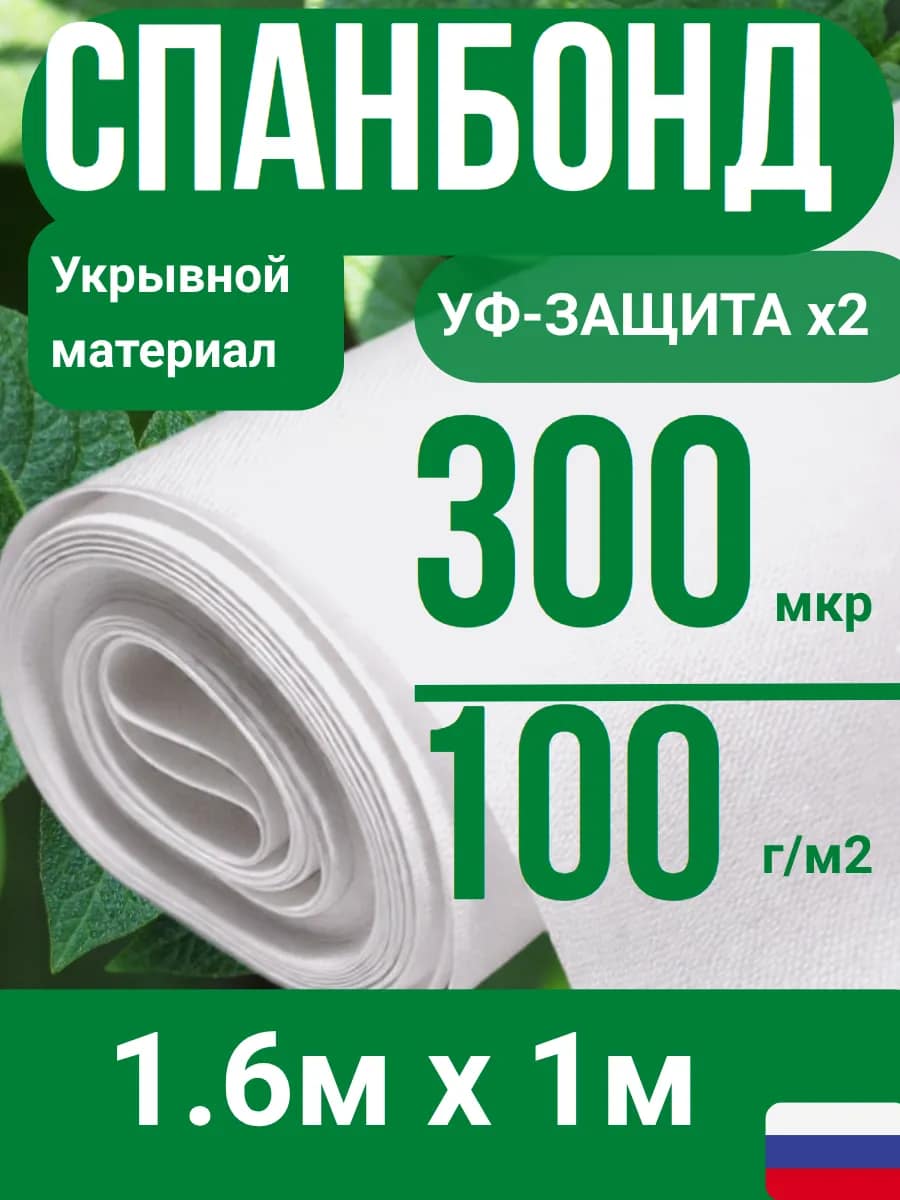 СПАНБОНД
Укрывной
материал
УФ-ЗАЩИТА х2
300 мкр
100 г/м2
1.6м х 1м